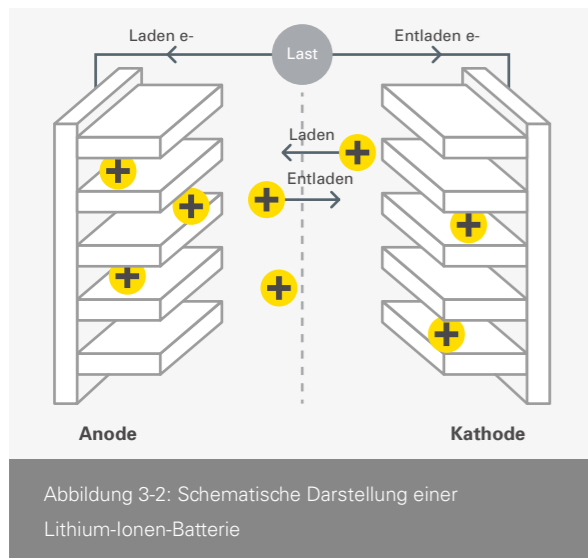 Laden e-
Last
Entladen e-
Laden
Entladen
Anode
Kathode
Abbildung 3-2: Schematische Darstellung einer
Lithium-Ionen-Batterie